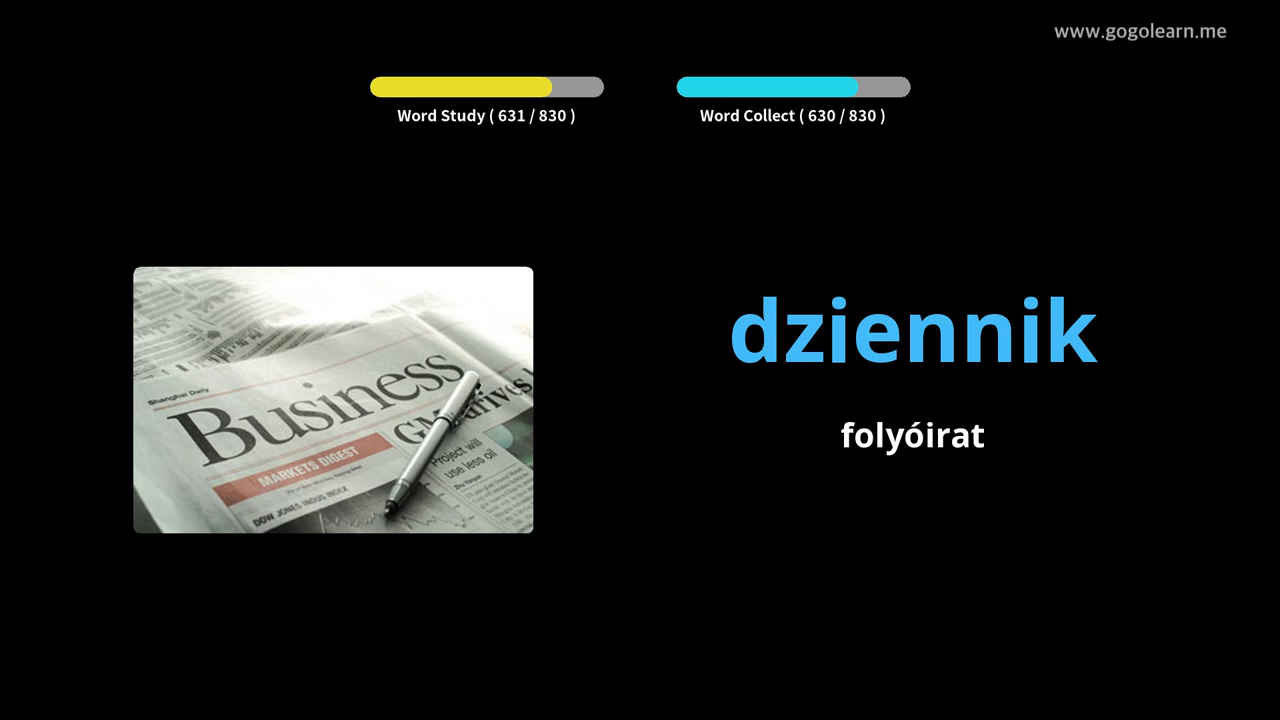 www.gogolearn.me
Word Study ( 631 / 830 )
Word Collect ( 630 / 830 )
Shanghai Daily
Business
MARKETS DIGEST
DOW JONES INDUS INDEX
GM
Project will
use less oil
dziennik
folyóirat